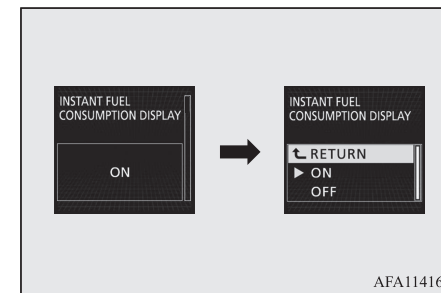 INSTANT FUEL
CONSUMPTION DISPLAY
ON
INSTANT FUEL
CONSUMPTION DISPLAY
RETURN
ON
OFF
AFA11416